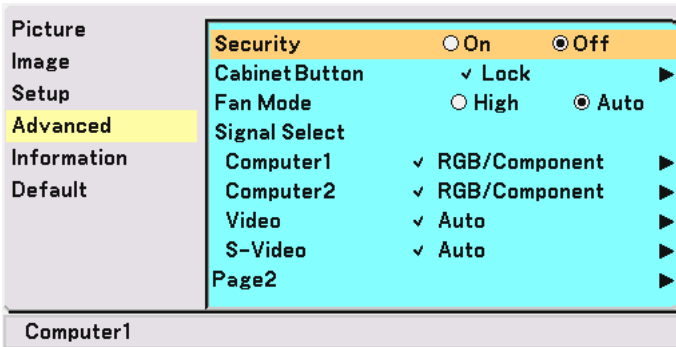 Picture
Image
Setup
Advanced
Information
Default
Security On Off
Cabinet Button Lock
Fan Mode High Auto
Signal Select
Computer1 RGB/Component
Computer2 RGB/Component
Video Auto
S-Video Auto
Page2
Computer1